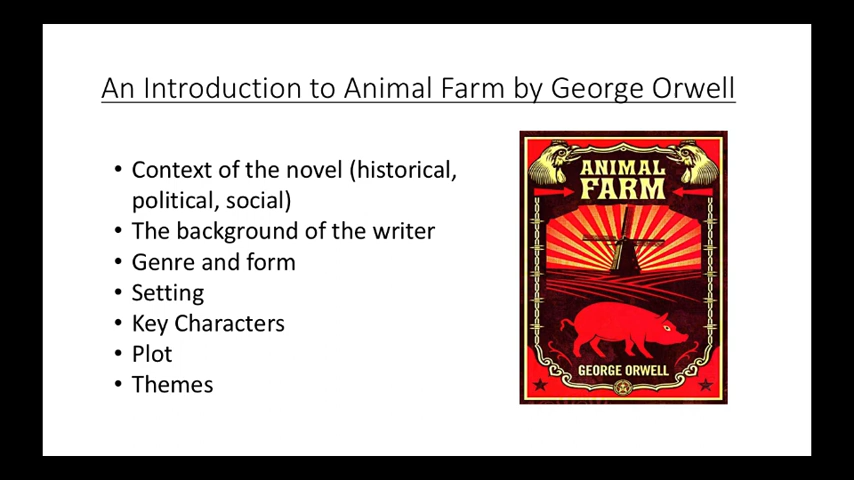 An Introduction to Animal Farm by George Orwell
• Context of the novel (historical,
political, social)
• The background of the writer
• Genre and form
• Setting
• Key Characters
• Plot
• Themes
ANIMAL
FARM
GEORGE ORWELL